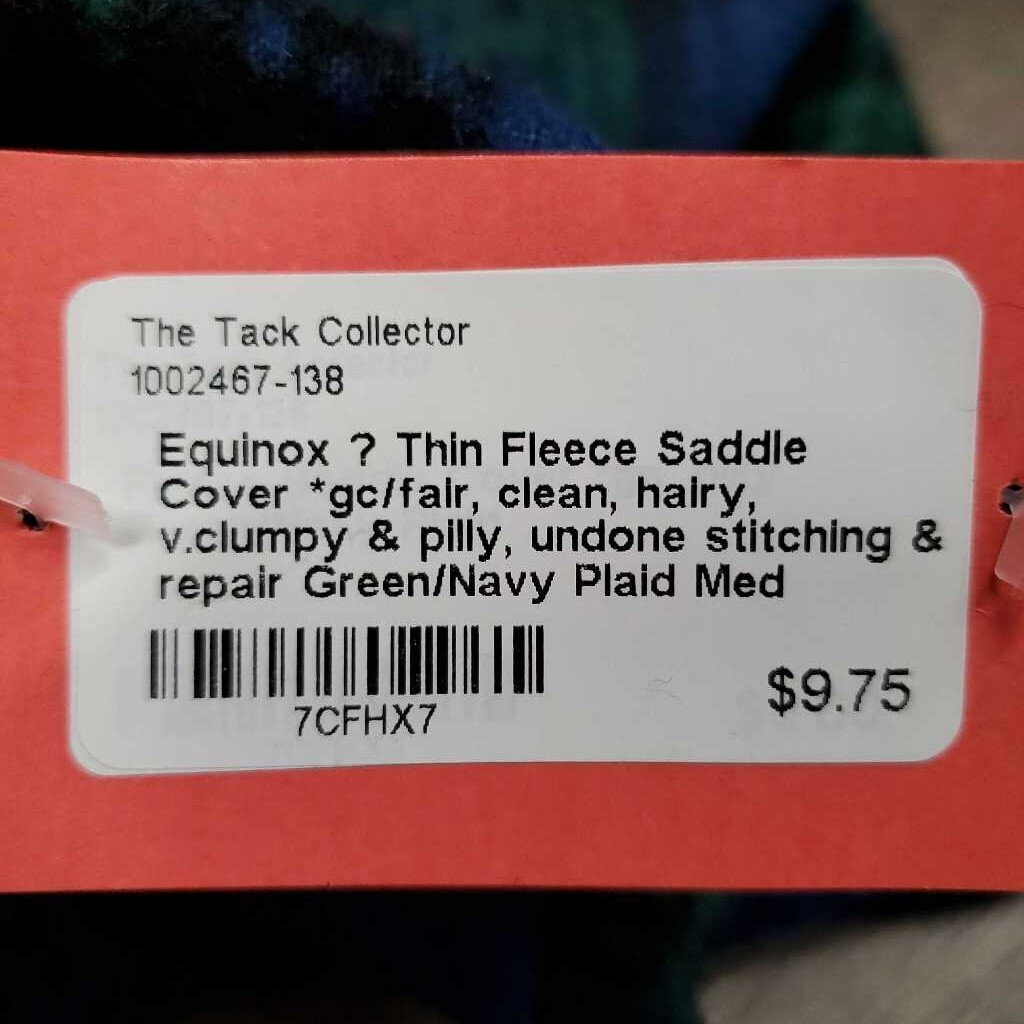 The Tack Collector
1002467-138
Equinox ? Thin Fleece Saddle
Cover *gc/fair, clean, hairy,
v.clumpy & pilly, undone stitching &
repair Green/Navy Plaid Med
7CFHX7
$9.75